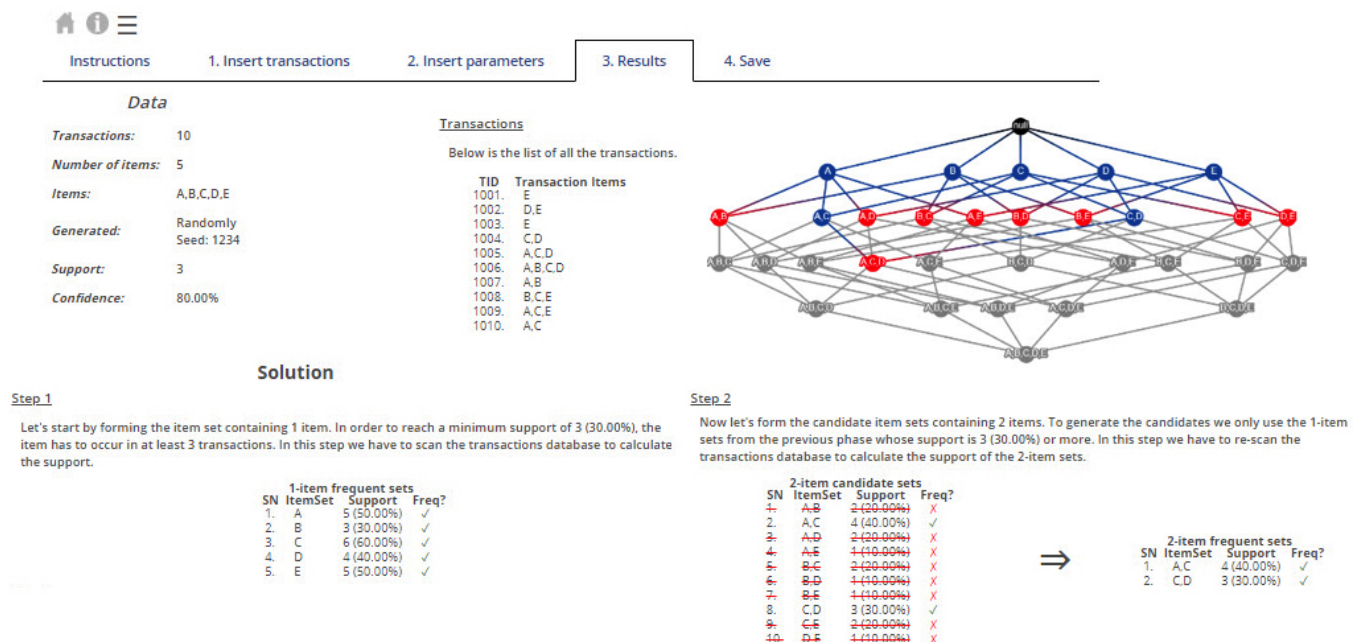 Instructions
1. Insert transactions
2. Insert parameters
3. Results
4. Save
Data
Transactions: 10
Number of items: 5
Items: A,B,C,D,E
Generated: Randomly
Seed: 1234
Support: 3
Confidence: 80.00%
Transactions
Below is the list of all the transactions.
TID Transaction Items
1001. E
1002. D,E
1003. E
1004. C,D
1005. A,C,D
1006. A,B,C,D
1007. A,B
1008. B,C,E
1009. A,C,E
1010. A,C
null
A B C D E
A,B A,C A,D B,C A,E B,D B,E C,D C,E D,E
A,B,C A,B,D A,B,E A,C,D A,C,E B,C,D A,D,E B,C,E B,D,E C,D,E
A,B,C,D A,B,C,E A,B,D,E A,C,D,E B,C,D,E
A,B,C,D,E
Solution
Step 1
Let's start by forming the item set containing 1 item. In order to reach a minimum support of 3 (30.00%), the
item has to occur in at least 3 transactions. In this step we have to scan the transactions database to calculate
the support.
1-item frequent sets
SN ItemSet Support Freq?
1. A 5 (50.00%) ✓
2. B 3 (30.00%) ✓
3. C 6 (60.00%) ✓
4. D 4 (40.00%) ✓
5. E 5 (50.00%) ✓
Step 2
Now let's form the candidate item sets containing 2 items. To generate the candidates we only use the 1-item
sets from the previous phase whose support is 3 (30.00%) or more. In this step we have to re-scan the
transactions database to calculate the support of the 2-item sets.
2-item candidate sets
SN ItemSet Support Freq?
1. A,B 2 (20.00%) ✗
2. A,C 4 (40.00%) ✓
3. A,D 2 (20.00%) ✗
4. A,E 1 (10.00%) ✗
5. B,C 2 (20.00%) ✗
6. B,D 1 (10.00%) ✗
7. B,E 1 (10.00%) ✗
8. C,D 3 (30.00%) ✓
9. C,E 2 (20.00%) ✗
10. D,E 1 (10.00%) ✗
⇒
2-item frequent sets
SN ItemSet Support Freq?
1. A,C 4 (40.00%) ✓
2. C,D 3 (30.00%) ✓